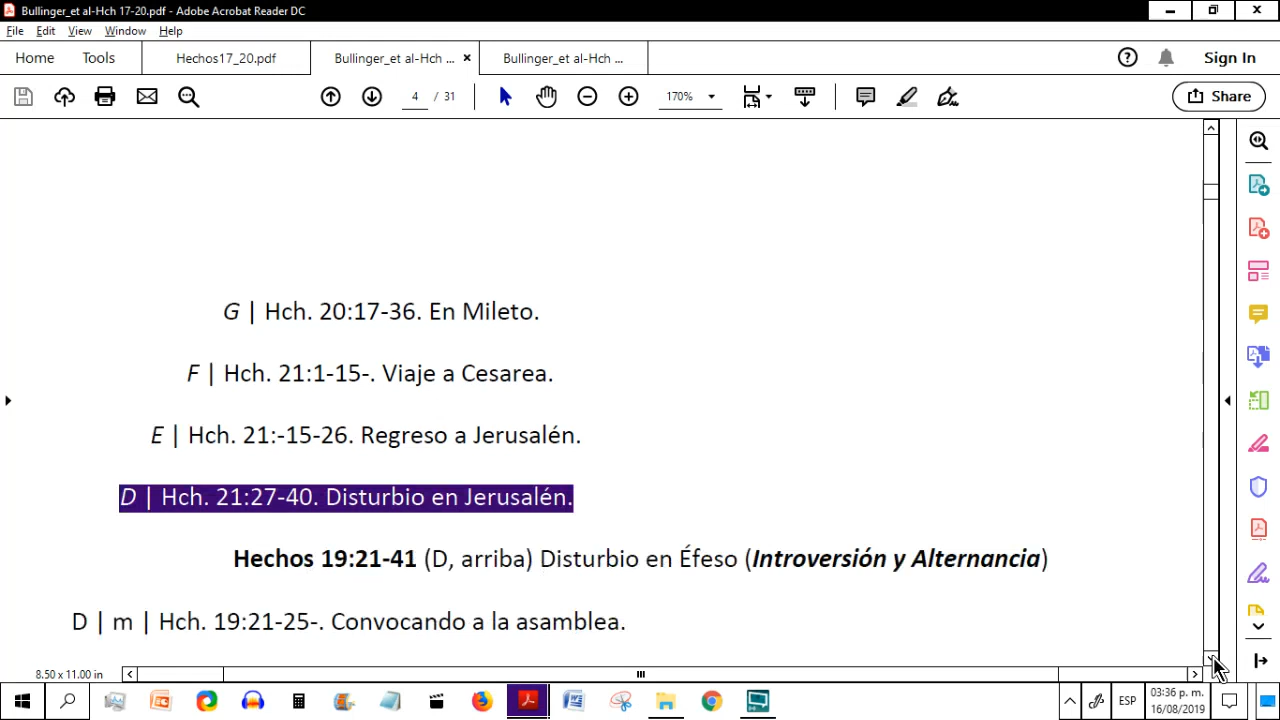 Bullinger_et al-Hch 17-20.pdf - Adobe Acrobat Reader DC
File Edit View Window Help
Home Tools Hechos17_20.pdf Bullinger_et al-Hch ... × Bullinger_et al-Hch ... Sign In
4 / 31 170% Share
G | Hch. 20:17-36. En Mileto.
F | Hch. 21:1-15-. Viaje a Cesarea.
E | Hch. 21:-15-26. Regreso a Jerusalén.
D | Hch. 21:27-40. Disturbio en Jerusalén.
Hechos 19:21-41 (D, arriba) Disturbio en Éfeso (Introversión y Alternancia)
D | m | Hch. 19:21-25-. Convocando a la asamblea.
8.50 x 11.00 in
ESP 03:36 p. m.
16/08/2019